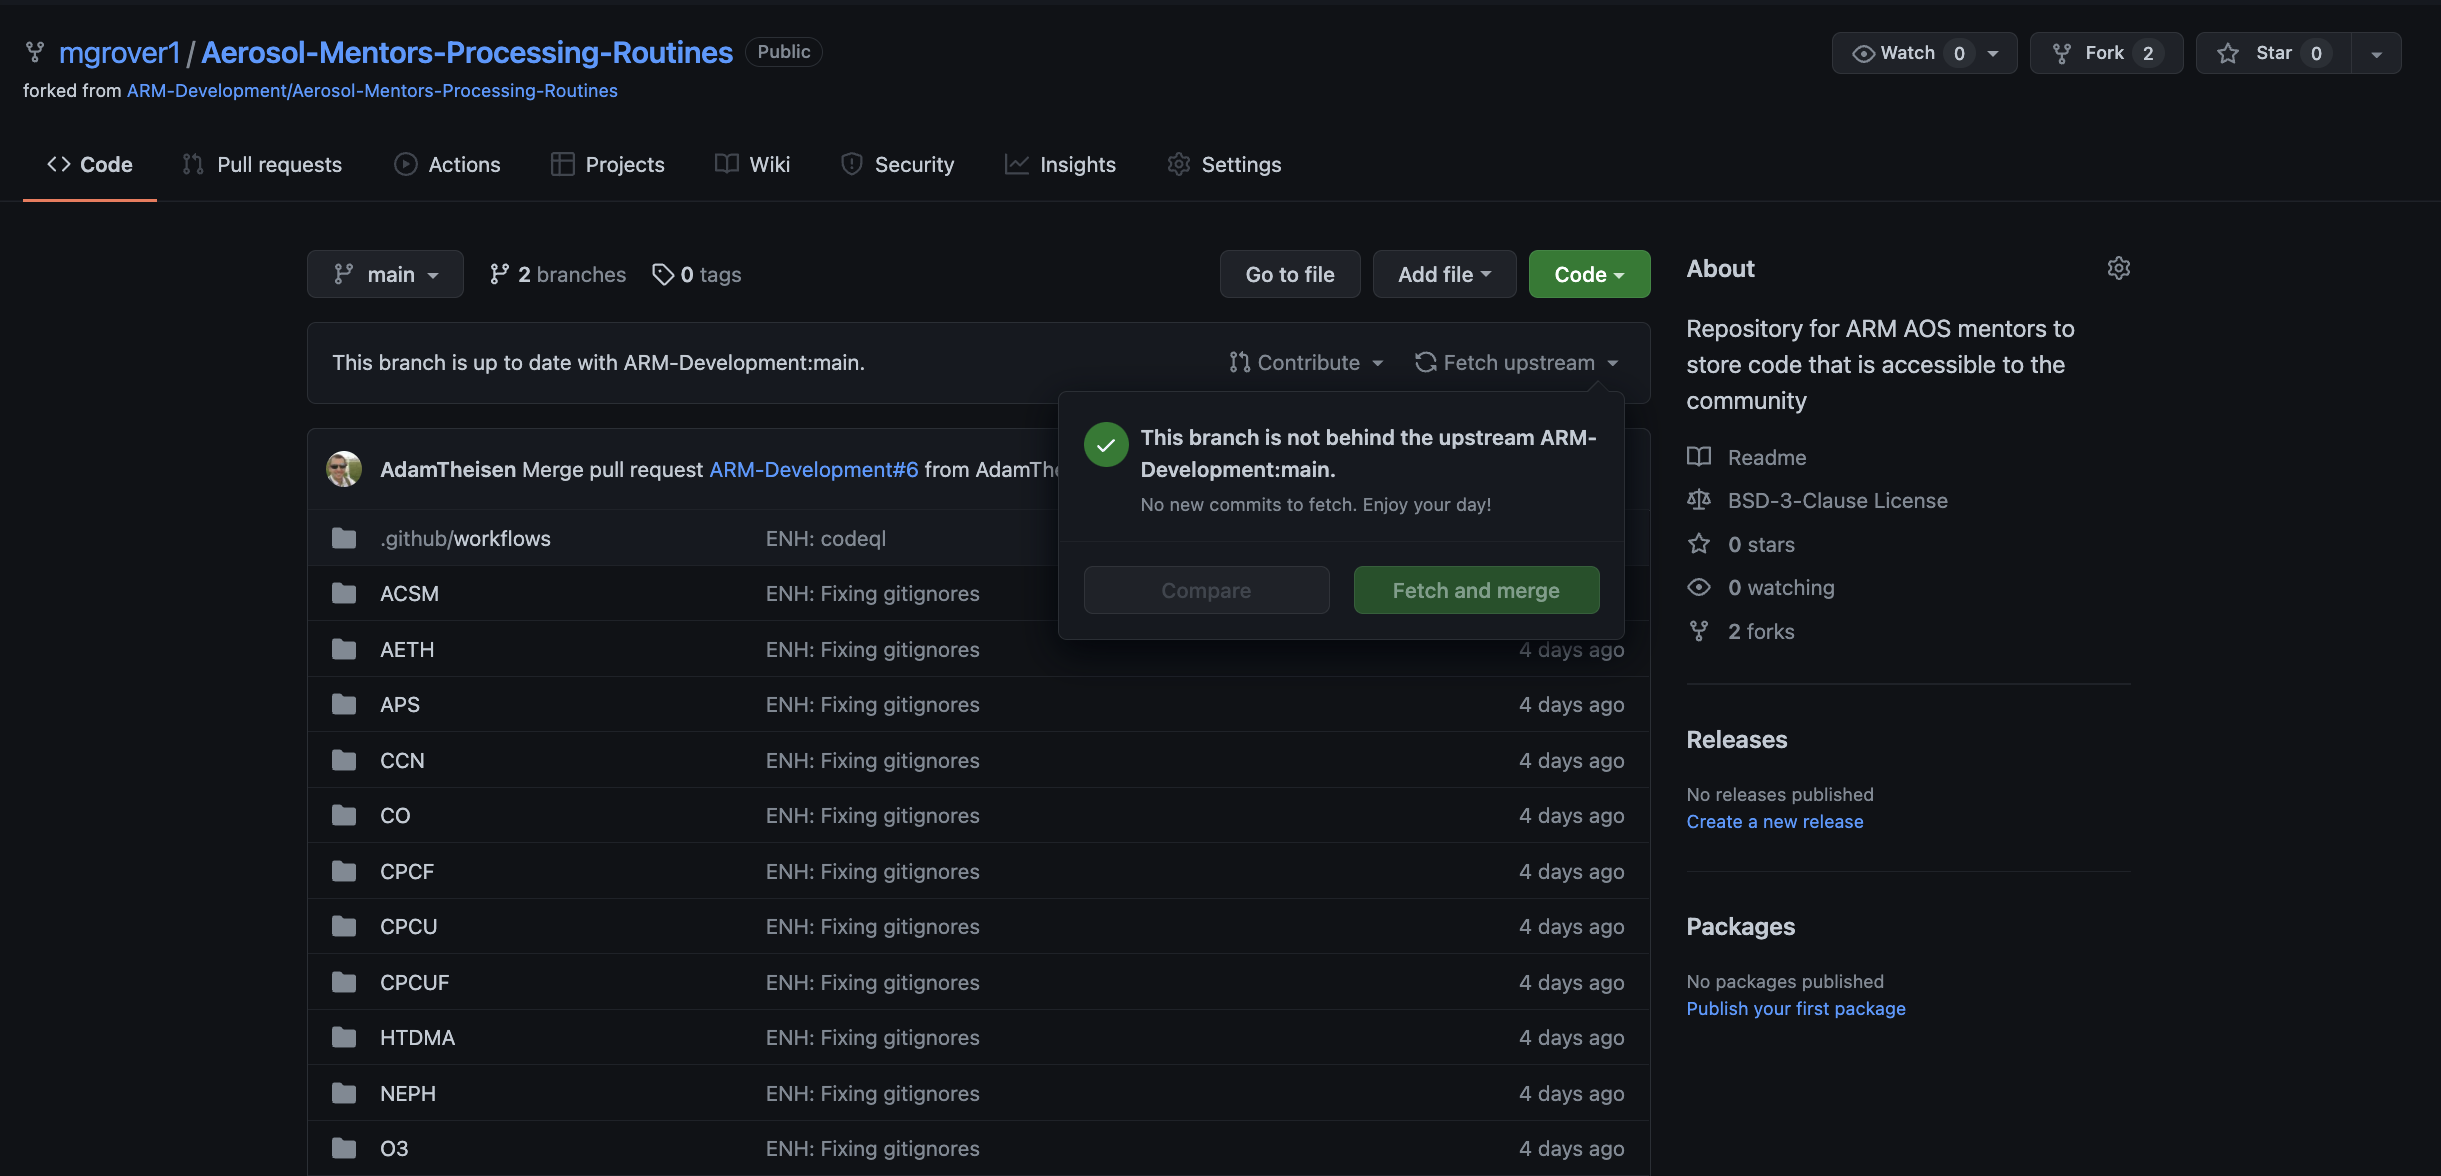 mgrover1 / Aerosol-Mentors-Processing-Routines Public
Watch 0 Fork 2 Star 0
forked from ARM-Development/Aerosol-Mentors-Processing-Routines
Code Pull requests Actions Projects Wiki Security Insights Settings
main 2 branches 0 tags Go to file Add file Code
This branch is up to date with ARM-Development:main. Contribute Fetch upstream
This branch is not behind the upstream ARM-
Development:main.
No new commits to fetch. Enjoy your day!
Compare Fetch and merge
AdamTheisen Merge pull request ARM-Development#6 from
.github/workflows ENH: codeql
ACSM ENH: Fixing gitignores
AETH ENH: Fixing gitignores 4 days ago
APS ENH: Fixing gitignores 4 days ago
CCN ENH: Fixing gitignores 4 days ago
CO ENH: Fixing gitignores 4 days ago
CPCF ENH: Fixing gitignores 4 days ago
CPCU ENH: Fixing gitignores 4 days ago
CPCUF ENH: Fixing gitignores 4 days ago
HTDMA ENH: Fixing gitignores 4 days ago
NEPH ENH: Fixing gitignores 4 days ago
O3 ENH: Fixing gitignores 4 days ago
About
Repository for ARM AOS mentors to
store code that is accessible to the
community
Readme
BSD-3-Clause License
0 stars
0 watching
2 forks
Releases
No releases published
Create a new release
Packages
No packages published
Publish your first package